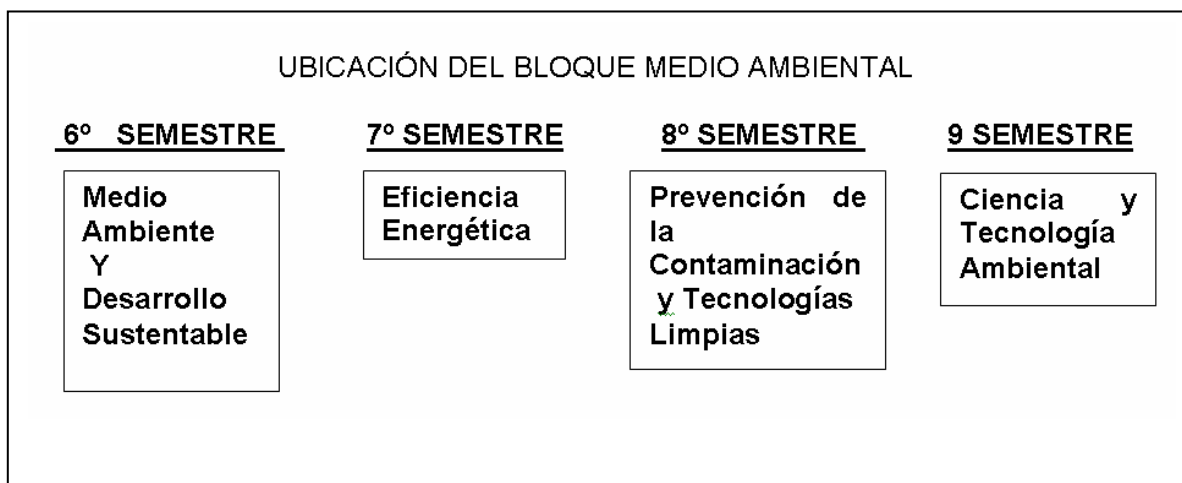 UBICACIÓN DEL BLOQUE MEDIO AMBIENTAL
6º SEMESTRE
Medio
Ambiente
Y
Desarrollo
Sustentable
7º SEMESTRE
Eficiencia
Energética
8º SEMESTRE
Prevención de
la
Contaminación
y Tecnologías
Limpias
9 SEMESTRE
Ciencia y
Tecnología
Ambiental